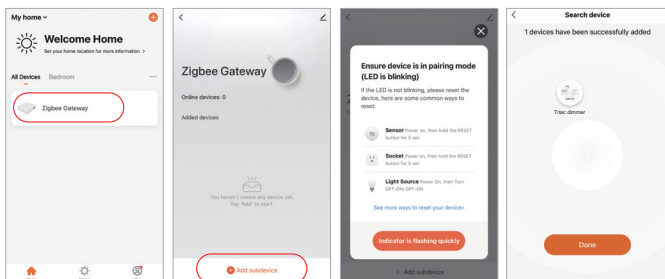 My home
Welcome Home
Set your home location for more information >
All Devices Bedroom
Zigbee Gateway
Zigbee Gateway
Online devices: 0
Added devices
You haven't create any device yet.
Tap 'Add' to start.
Add subdevice
Ensure device is in pairing mode
(LED is blinking)
If the LED is not blinking, please reset the
device, here are some common ways to
reset:
Sensor Power on, then hold the RESET
button for 5 sec
Socket Power on, then hold the RESET
button for 5 sec
Light Source Power On, then Turn
OFF-ON-OFF-ON
See more ways to reset your device>
Indicator is flashing quickly
+ Add subdevice
Search device
1 devices have been successfully added
Triac dimmer
Done